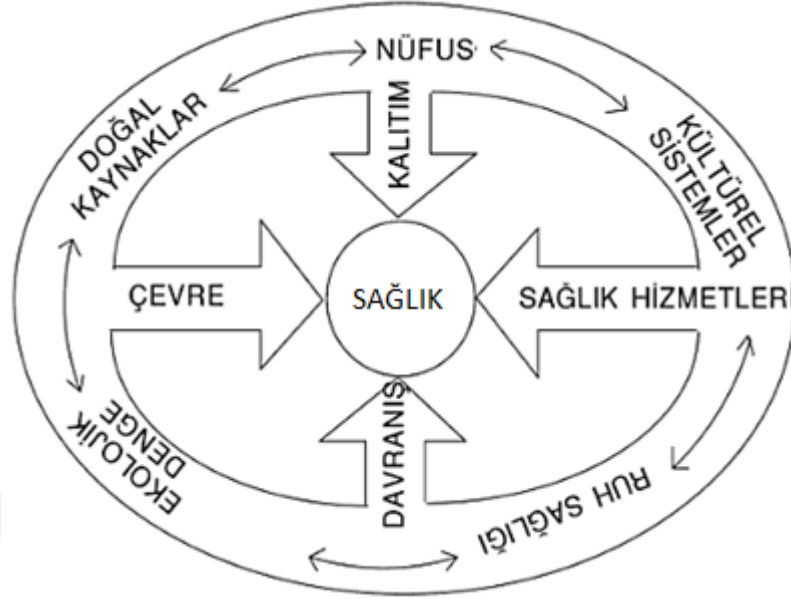 NÜFUS
KALITIM
DOĞAL
KAYNAKLAR
KÜLTÜREL
SİSTEMLER
ÇEVRE
SAĞLIK
SAĞLIK HİZMETLERİ
DAVRANIŞ
EKOLOJİK
DENGE
RUH SAĞLIĞI